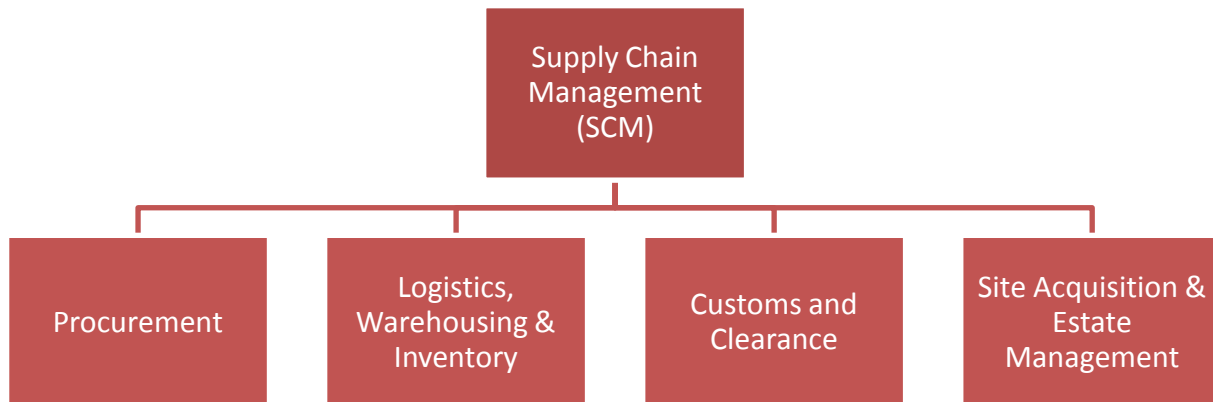 Supply Chain
Management
(SCM)
Procurement
Logistics,
Warehousing &
Inventory
Customs and
Clearance
Site Acquisition &
Estate
Management